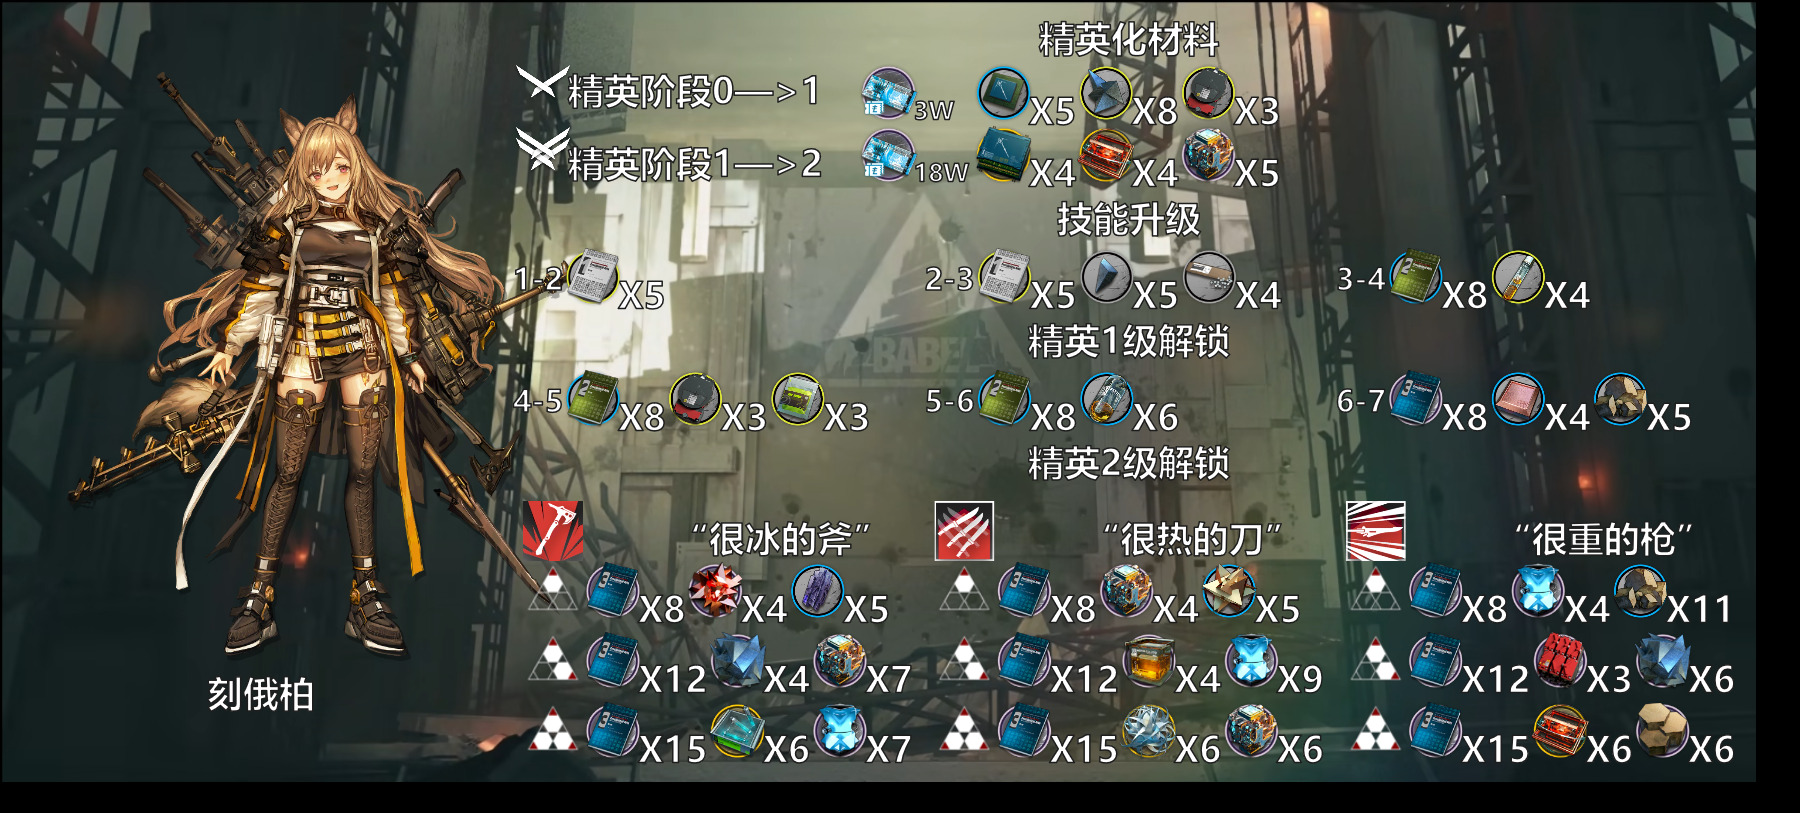 精英化材料
精英阶段0—>1 3W X5 X8 X3
精英阶段1—>2 18W X4 X4 X5
技能升级
1-2 X5 2-3 X5 X5 X4 3-4 X8 X4
精英1级解锁
4-5 X8 X3 X3 5-6 X8 X6 6-7 X8 X4 X5
精英2级解锁
“很冰的斧” “很热的刀” “很重的枪”
X8 X4 X5 X8 X4 X5 X8 X4 X11
X12 X4 X7 X12 X4 X9 X12 X3 X6
X15 X6 X7 X15 X6 X6 X15 X6 X6
刻俄柏
BABEL